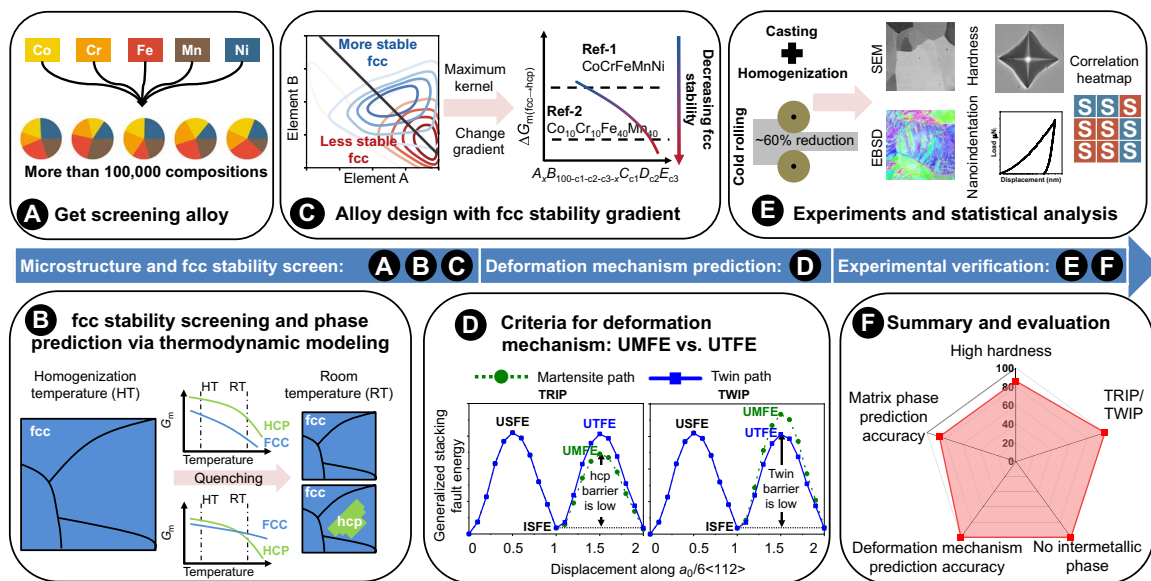 Co Cr Fe Mn Ni
More than 100,000 compositions
A Get screening alloy
Element B
More stable
fcc
Less stable
fcc
Element A
Maximum
kernel
Change
gradient
ΔGm(fcc→hcp)
Ref-1
CoCrFeMnNi
Ref-2
Co10Cr10Fe40Mn40
Decreasing fcc
stability
AxB100-c1-c2-c3-xCc1Dc2Ec3
C Alloy design with fcc stability gradient
Casting
Homogenization
Cold rolling
~60% reduction
SEM
Hardness
EBSD
Nanoindentation
Load μN
Displacement (nm)
Correlation
heatmap
S S S
S S S
S S S
E Experiments and statistical analysis
Microstructure and fcc stability screen: A B C
Deformation mechanism prediction: D
Experimental verification: E F
B fcc stability screening and phase
prediction via thermodynamic modeling
Homogenization
temperature (HT)
fcc
HT RT
Gm
HCP
FCC
Temperature
Quenching
HT RT
Gm
FCC
HCP
Temperature
Room
temperature (RT)
fcc
fcc
hcp
D Criteria for deformation
mechanism: UMFE vs. UTFE
Martensite path Twin path
TRIP TWIP
Generalized stacking
fault energy
USFE
UTFE
UMFE
hcp
barrier
is low
ISFE
USFE
UMFE
UTFE
Twin
barrier
is low
ISFE
0 0.5 1 1.5 2
0 0.5 1 1.5 2
Displacement along a0/6<112>
F Summary and evaluation
High hardness
100
80
60
40
20
0
TRIP/
TWIP
Matrix phase
prediction
accuracy
Deformation mechanism
prediction accuracy
No intermetallic
phase